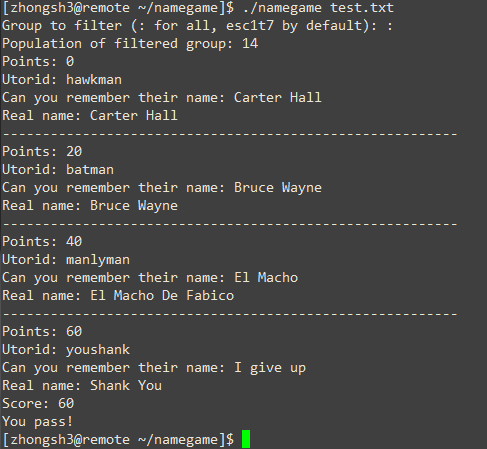 [zhongsh3@remote ~/namegame]$ ./namegame test.txt
Group to filter (: for all, esc1t7 by default): :
Population of filtered group: 14
Points: 0
Utorid: hawkman
Can you remember their name: Carter Hall
Real name: Carter Hall
---------------------------------------------------------
Points: 20
Utorid: batman
Can you remember their name: Bruce Wayne
Real name: Bruce Wayne
---------------------------------------------------------
Points: 40
Utorid: manlyman
Can you remember their name: El Macho
Real name: El Macho De Fabico
---------------------------------------------------------
Points: 60
Utorid: youshank
Can you remember their name: I give up
Real name: Shank You
Score: 60
You pass!
[zhongsh3@remote ~/namegame]$